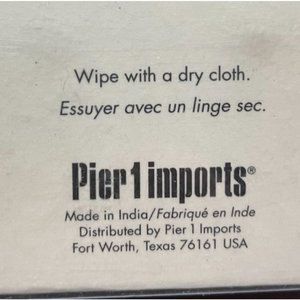 Wipe with a dry cloth.
Essuyer avec un linge sec.
Pier 1 imports®
Made in India/Fabriqué en Inde
Distributed by Pier 1 Imports
Fort Worth, Texas 76161 USA